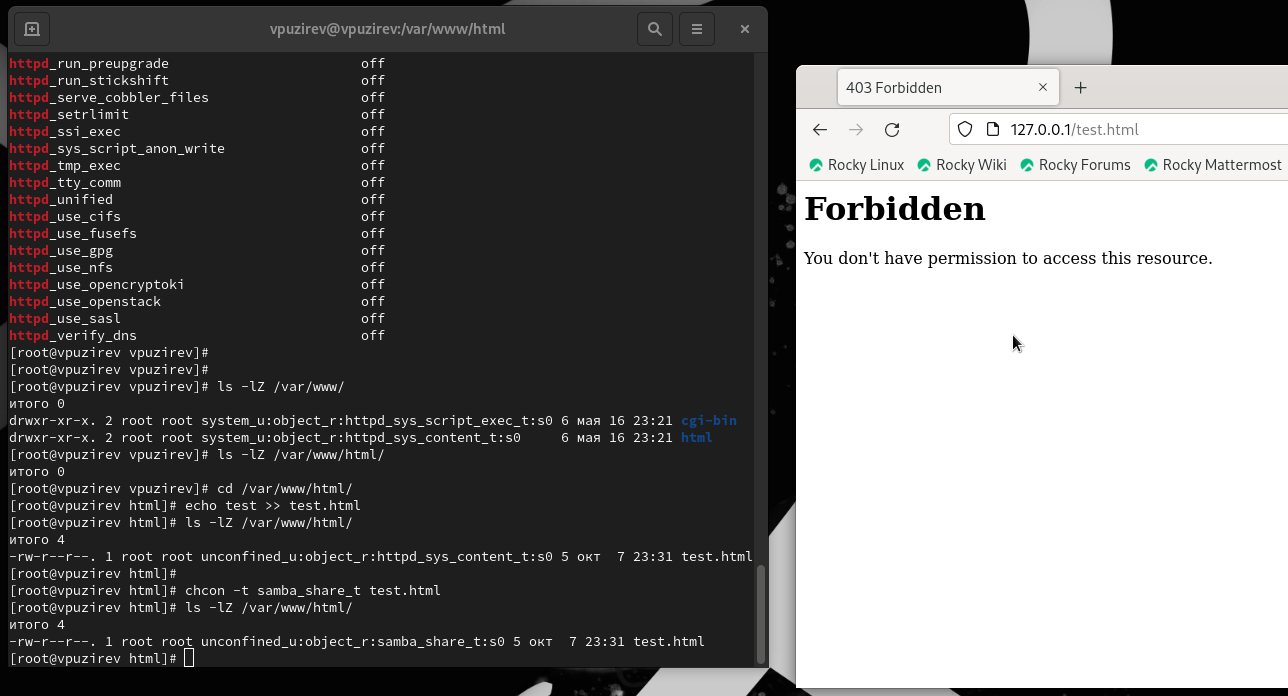 vpuzirev@vpuzirev:/var/www/html
httpd_run_preupgrade off
httpd_run_stickshift off
httpd_serve_cobbler_files off
httpd_setrlimit off
httpd_ssi_exec off
httpd_sys_script_anon_write off
httpd_tmp_exec off
httpd_tty_comm off
httpd_unified off
httpd_use_cifs off
httpd_use_fusefs off
httpd_use_gpg off
httpd_use_nfs off
httpd_use_opencryptoki off
httpd_use_openstack off
httpd_use_sasl off
httpd_verify_dns off
[root@vpuzirev vpuzirev]#
[root@vpuzirev vpuzirev]#
[root@vpuzirev vpuzirev]# ls -lZ /var/www/
итого 0
drwxr-xr-x. 2 root root system_u:object_r:httpd_sys_script_exec_t:s0 6 мая 16 23:21 cgi-bin
drwxr-xr-x. 2 root root system_u:object_r:httpd_sys_content_t:s0 6 мая 16 23:21 html
[root@vpuzirev vpuzirev]# ls -lZ /var/www/html/
итого 0
[root@vpuzirev vpuzirev]# cd /var/www/html/
[root@vpuzirev html]# echo test >> test.html
[root@vpuzirev html]# ls -lZ /var/www/html/
итого 4
-rw-r--r--. 1 root root unconfined_u:object_r:httpd_sys_content_t:s0 5 окт 7 23:31 test.html
[root@vpuzirev html]#
[root@vpuzirev html]# chcon -t samba_share_t test.html
[root@vpuzirev html]# ls -lZ /var/www/html/
итого 4
-rw-r--r--. 1 root root unconfined_u:object_r:samba_share_t:s0 5 окт 7 23:31 test.html
[root@vpuzirev html]#
403 Forbidden
127.0.0.1/test.html
Rocky Linux Rocky Wiki Rocky Forums Rocky Mattermost
Forbidden
You don't have permission to access this resource.